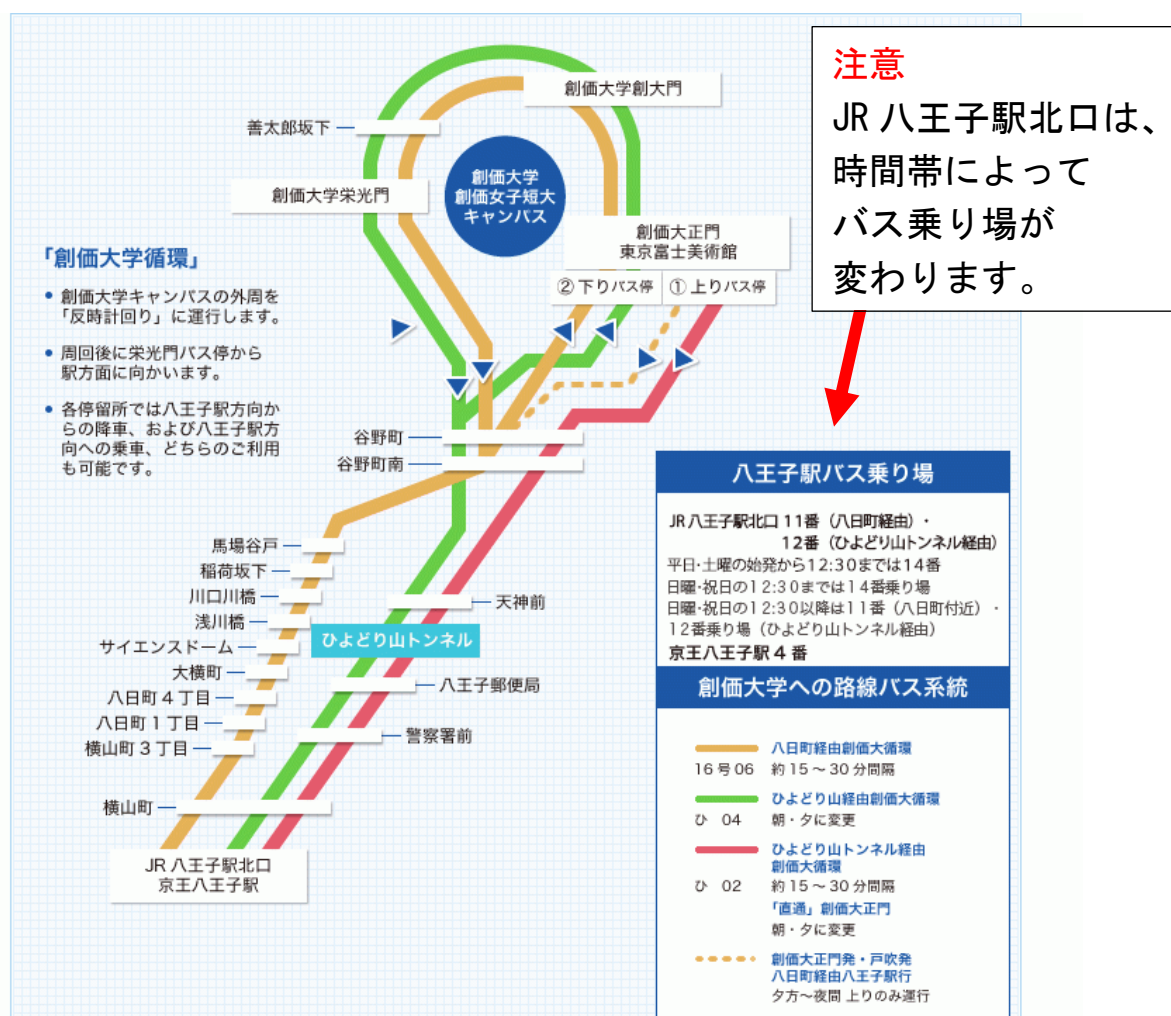 注意
JR 八王子駅北口は、
時間帯によって
バス乗り場が
変わります。
創価大学創大門
善太郎坂下
創価大学栄光門
創価大学
創価女子短大
キャンパス
創価大正門
東京富士美術館
②下りバス停
①上りバス停
「創価大学循環」
• 創価大学キャンパスの外周を
「反時計回り」に運行します。
• 周回後に栄光門バス停から
駅方面に向かいます。
• 各停留所では八王子駅方向か
らの降車、および八王子駅方
向への乗車、どちらのご利用
も可能です。
谷野町
谷野町南
馬場谷戸
稲荷坂下
川口川橋
浅川橋
サイエンスドーム
大横町
八日町4丁目
八日町1丁目
横山町3丁目
横山町
天神前
ひよどり山トンネル
八王子郵便局
警察署前
JR 八王子駅北口
京王八王子駅
八王子駅バス乗り場
JR八王子駅北口 11番（八日町経由）・
12番（ひよどり山トンネル経由）
平日・土曜の始発から12:30までは14番
日曜・祝日の12:30までは14番乗り場
日曜・祝日の12:30以降は11番（八日町付近）・
12番乗り場（ひよどり山トンネル経由）
京王八王子駅 4 番
創価大学への路線バス系統
八日町経由創価大循環
16号06 約15～30分間隔
ひよどり山経由創価大循環
ひ 04 朝・夕に変更
ひよどり山トンネル経由
創価大循環
ひ 02 約15～30分間隔
「直通」創価大正門
朝・夕に変更
創価大正門発・戸吹発
八日町経由八王子駅行
夕方～夜間 上りのみ運行